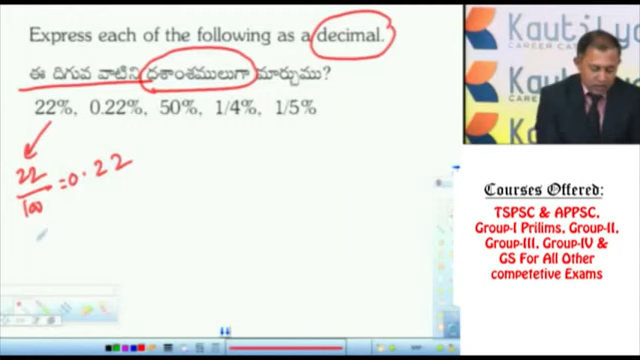 Express each of the following as a decimal.
ఈ దిగువ వాటిని దశాంశములుగా మార్చుము?
22%, 0.22%, 50%, 1/4%, 1/5%
22/100 = 0.22
Kautilya
CAREER
Courses Offered:
TSPSC & APPSC,
Group-I Prilims, Group-II,
Group-III, Group-IV &
GS For All Other
competetive Exams